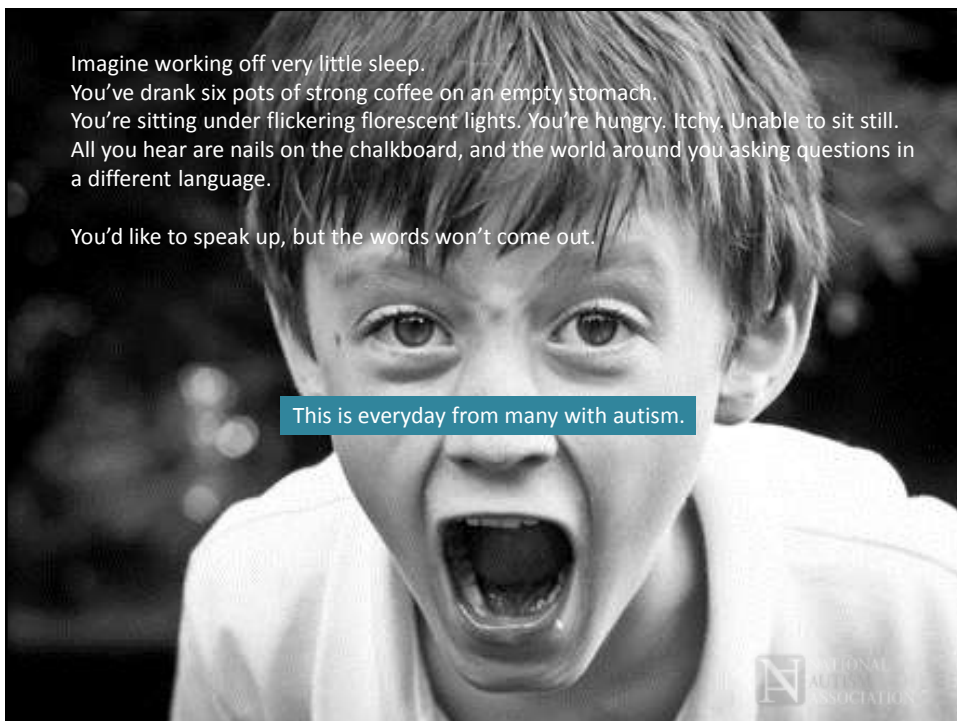 Imagine working off very little sleep.
You’ve drank six pots of strong coffee on an empty stomach.
You’re sitting under flickering florescent lights. You’re hungry. Itchy. Unable to sit still.
All you hear are nails on the chalkboard, and the world around you asking questions in
a different language.
You’d like to speak up, but the words won’t come out.
This is everyday from many with autism.
NATIONAL
AUTISM
ASSOCIATION